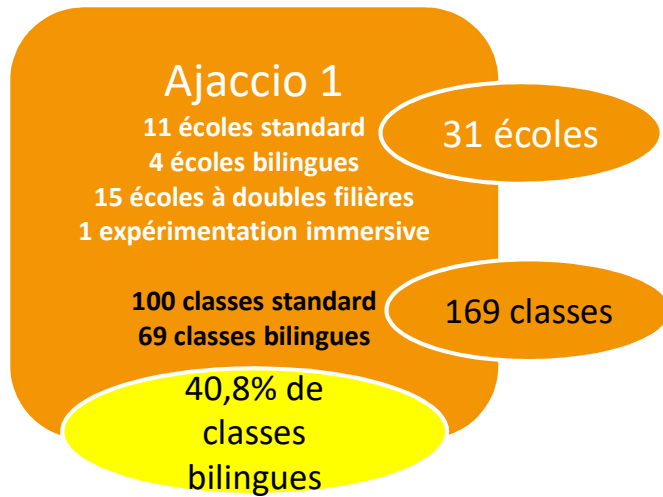 Ajaccio 1
11 écoles standard
4 écoles bilingues
15 écoles à doubles filières
1 expérimentation immersive
31 écoles
100 classes standard
69 classes bilingues
169 classes
40,8% de
classes
bilingues